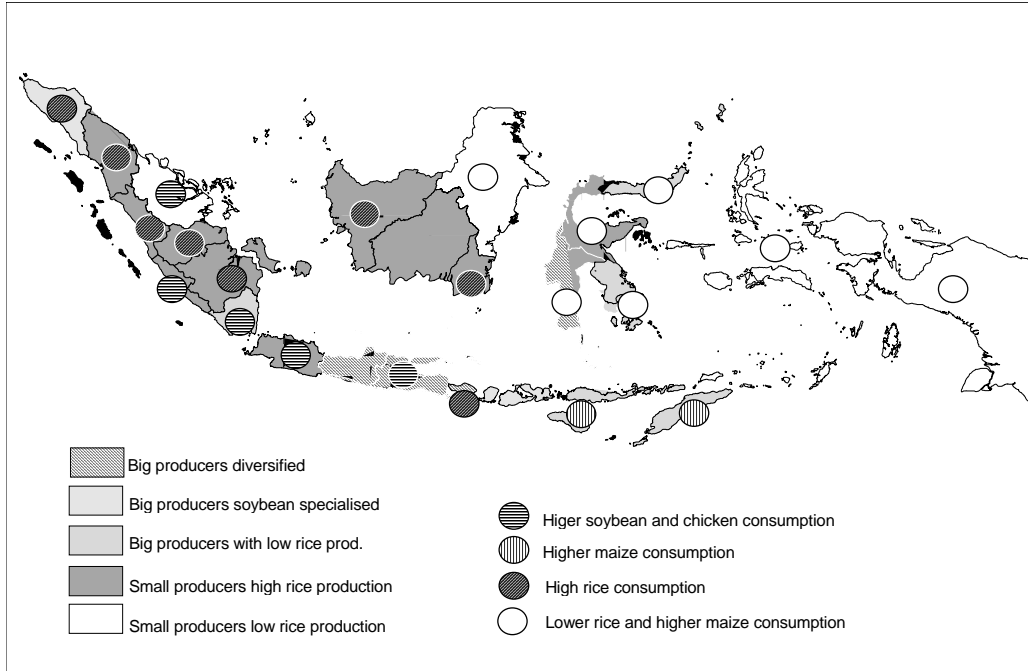 Big producers diversified
Big producers soybean specialised
Big producers with low rice prod.
Small producers high rice production
Small producers low rice production
Higer soybean and chicken consumption
Higher maize consumption
High rice consumption
Lower rice and higher maize consumption